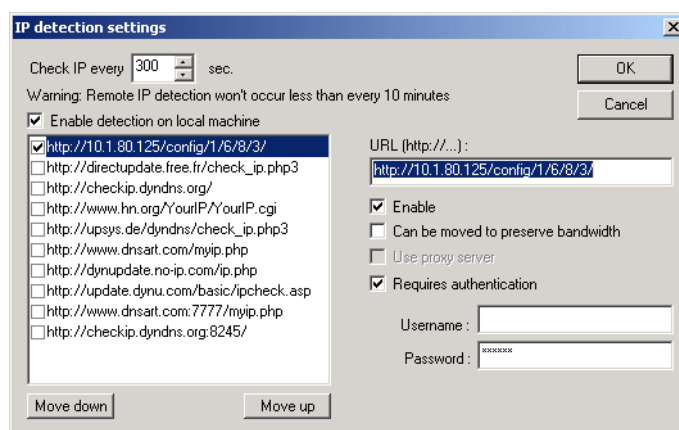 IP detection settings
Check IP every 300 sec.
OK
Warning: Remote IP detection won't occur less than every 10 minutes
Cancel
Enable detection on local machine
http://10.1.80.125/config/1/6/8/3/
http://directupdate.free.fr/check_ip.php3
http://checkip.dyndns.org/
http://www.hn.org/YourIP/YourIP.cgi
http://upsys.de/dyndns/check_ip.php3
http://www.dnsart.com/myip.php
http://dynupdate.no-ip.com/ip.php
http://update.dynu.com/basic/ipcheck.asp
http://www.dnsart.com:7777/myip.php
http://checkip.dyndns.org:8245/
Move down
Move up
URL (http://...) :
http://10.1.80.125/config/1/6/8/3/
Enable
Can be moved to preserve bandwidth
Use proxy server
Requires authentication
Username :
Password : ******